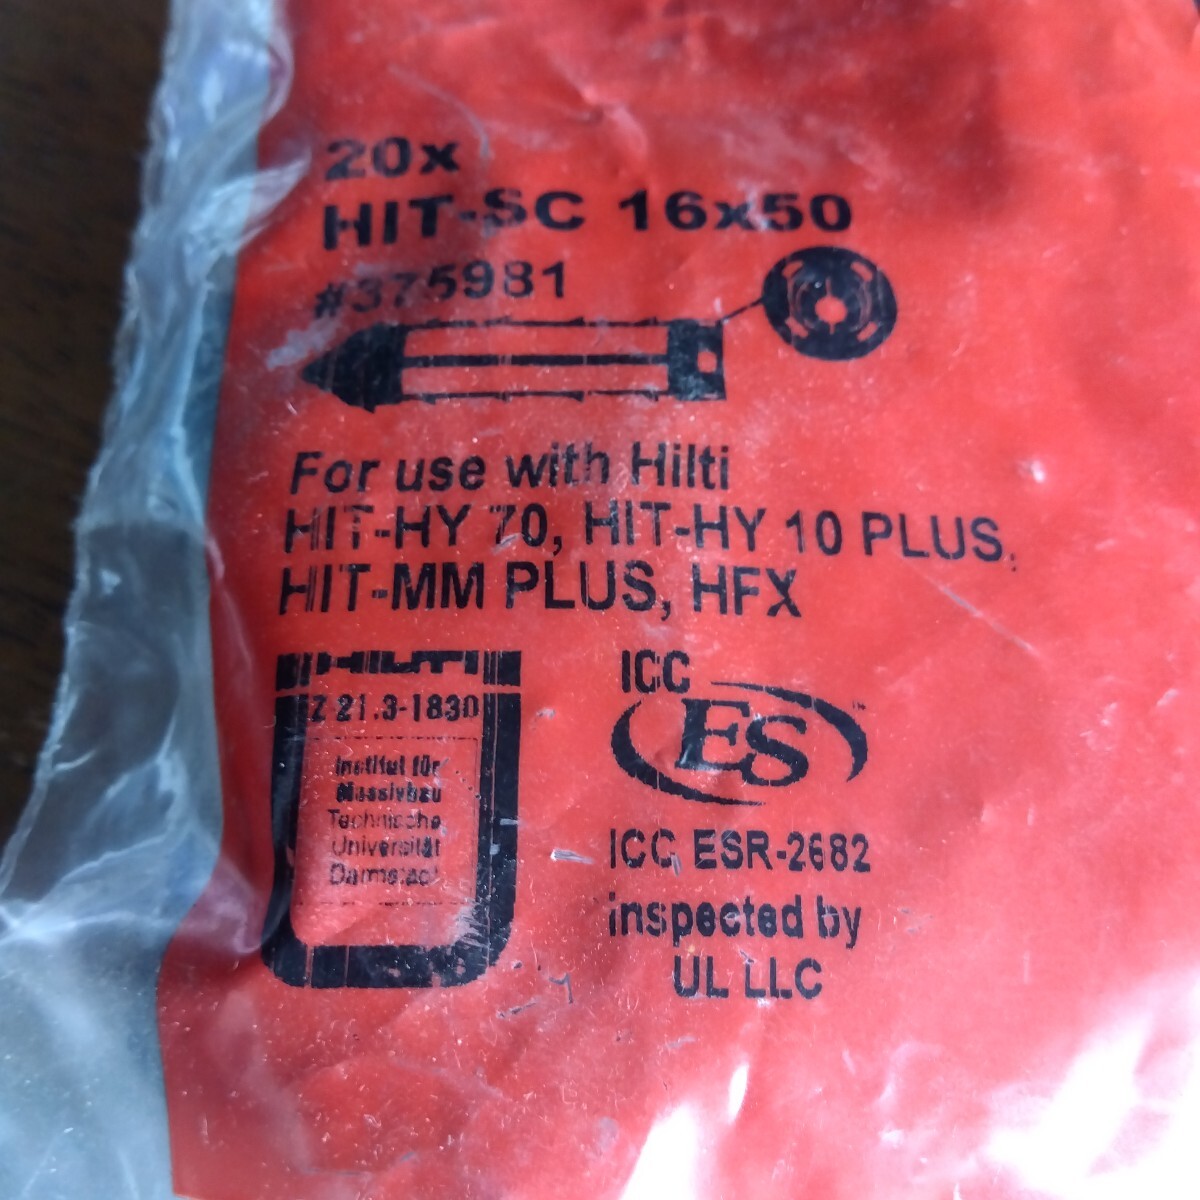 20x
HIT-SC 16x50
#375981
For use with Hilti
HIT-HY 70, HIT-HY 10 PLUS,
HIT-MM PLUS, HFX
HILTI
Z 21.3-1830
Institut für
Massivbau
Technische
Universität
Darmstadt
ICC
ES
ICC ESR-2682
inspected by
UL LLC